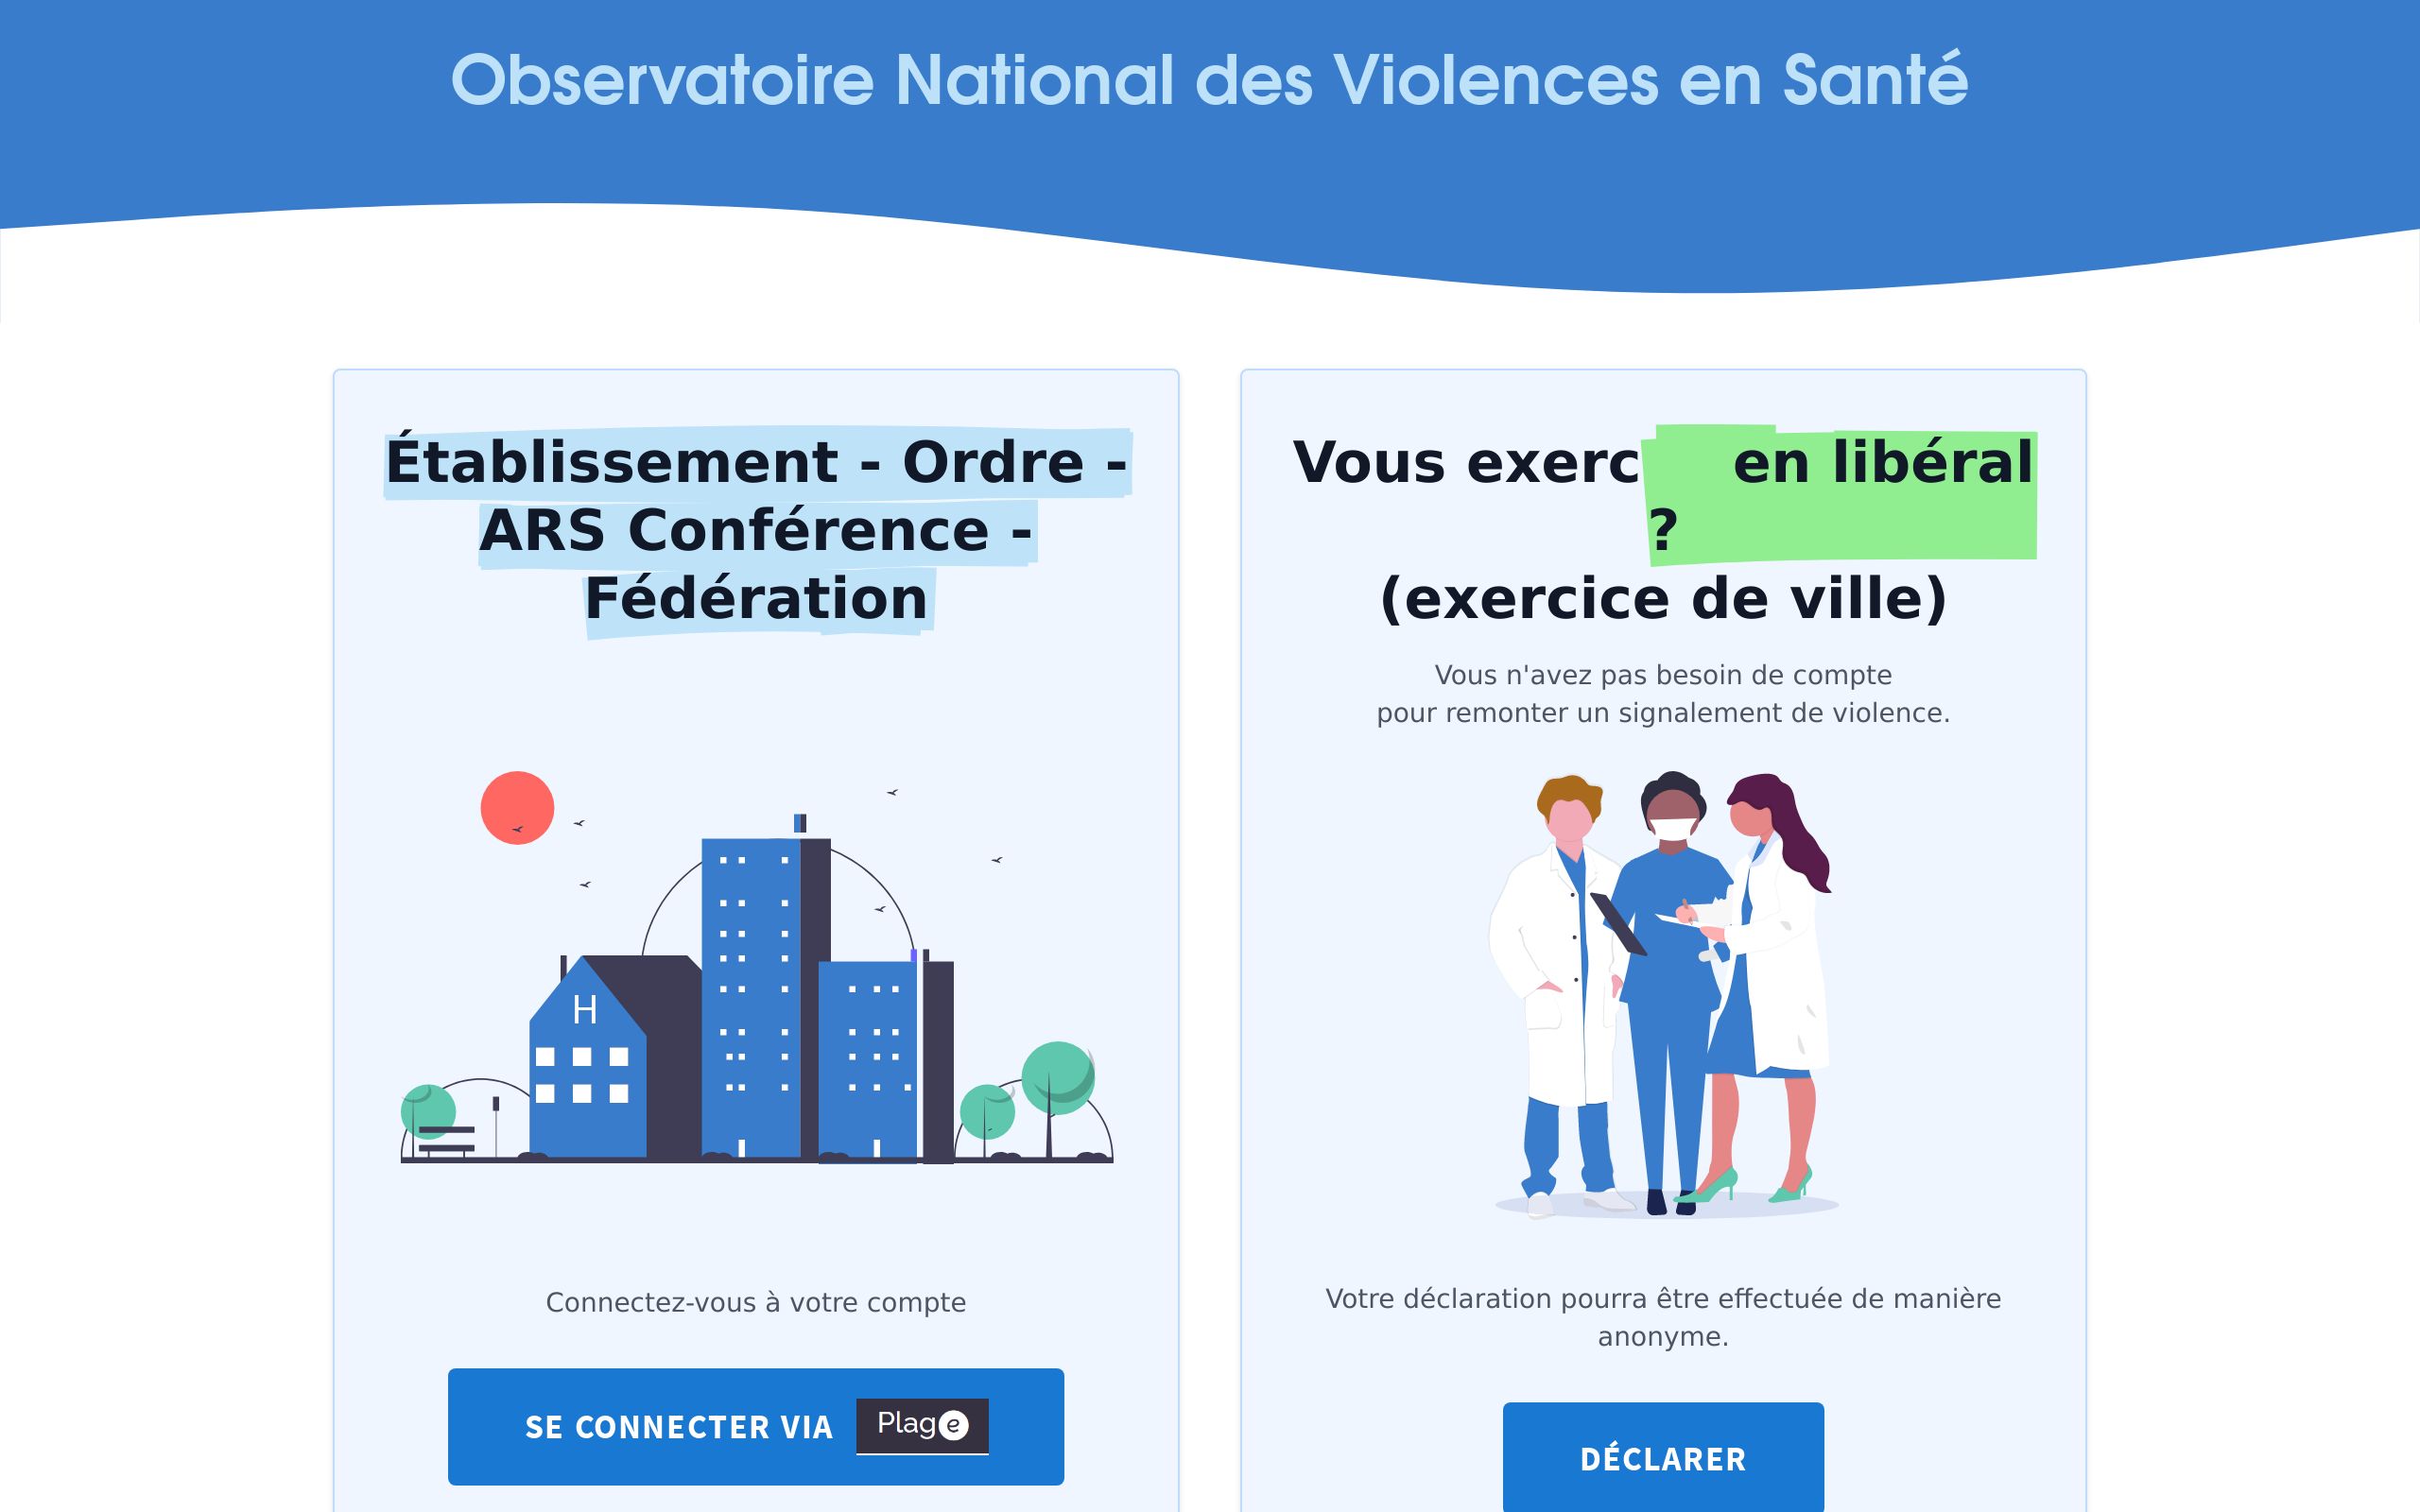 Observatoire National des Violences en Santé
Établissement - Ordre -
ARS Conférence -
Fédération
H
Connectez-vous à votre compte
SE CONNECTER VIA Plage
Vous exerc en libéral
?
(exercice de ville)
Vous n'avez pas besoin de compte
pour remonter un signalement de violence.
Votre déclaration pourra être effectuée de manière
anonyme.
DÉCLARER